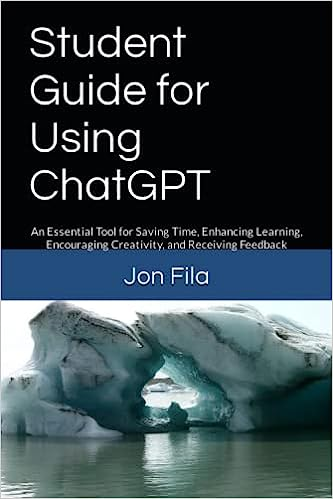 Student
Guide for
Using
ChatGPT
An Essential Tool for Saving Time, Enhancing Learning,
Encouraging Creativity, and Receiving Feedback
Jon Fila